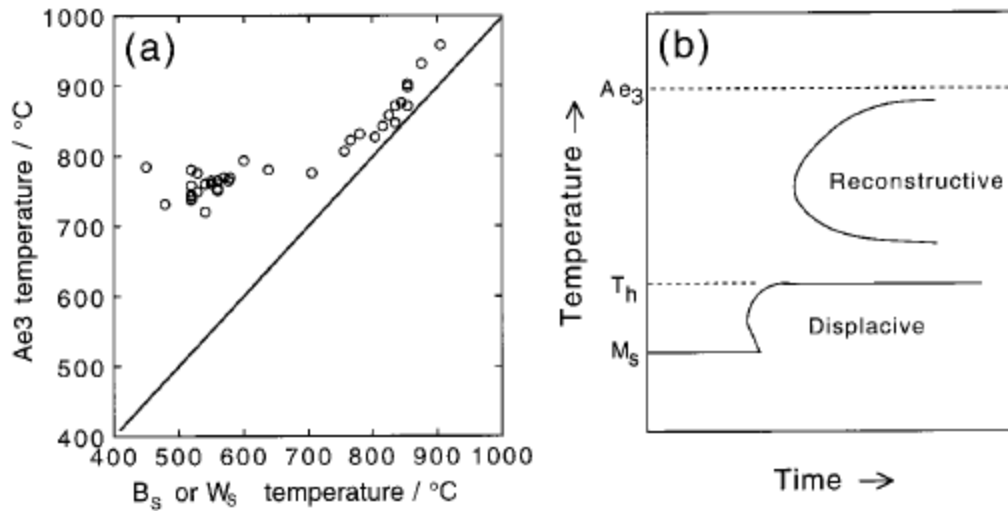 (a)
1000
900
800
700
600
500
400
Ae3 temperature / °C
400 500 600 700 800 900 1000
Bs or Ws temperature / °C
(b)
Ae3
Th
Ms
Temperature →
Reconstructive
Displacive
Time →